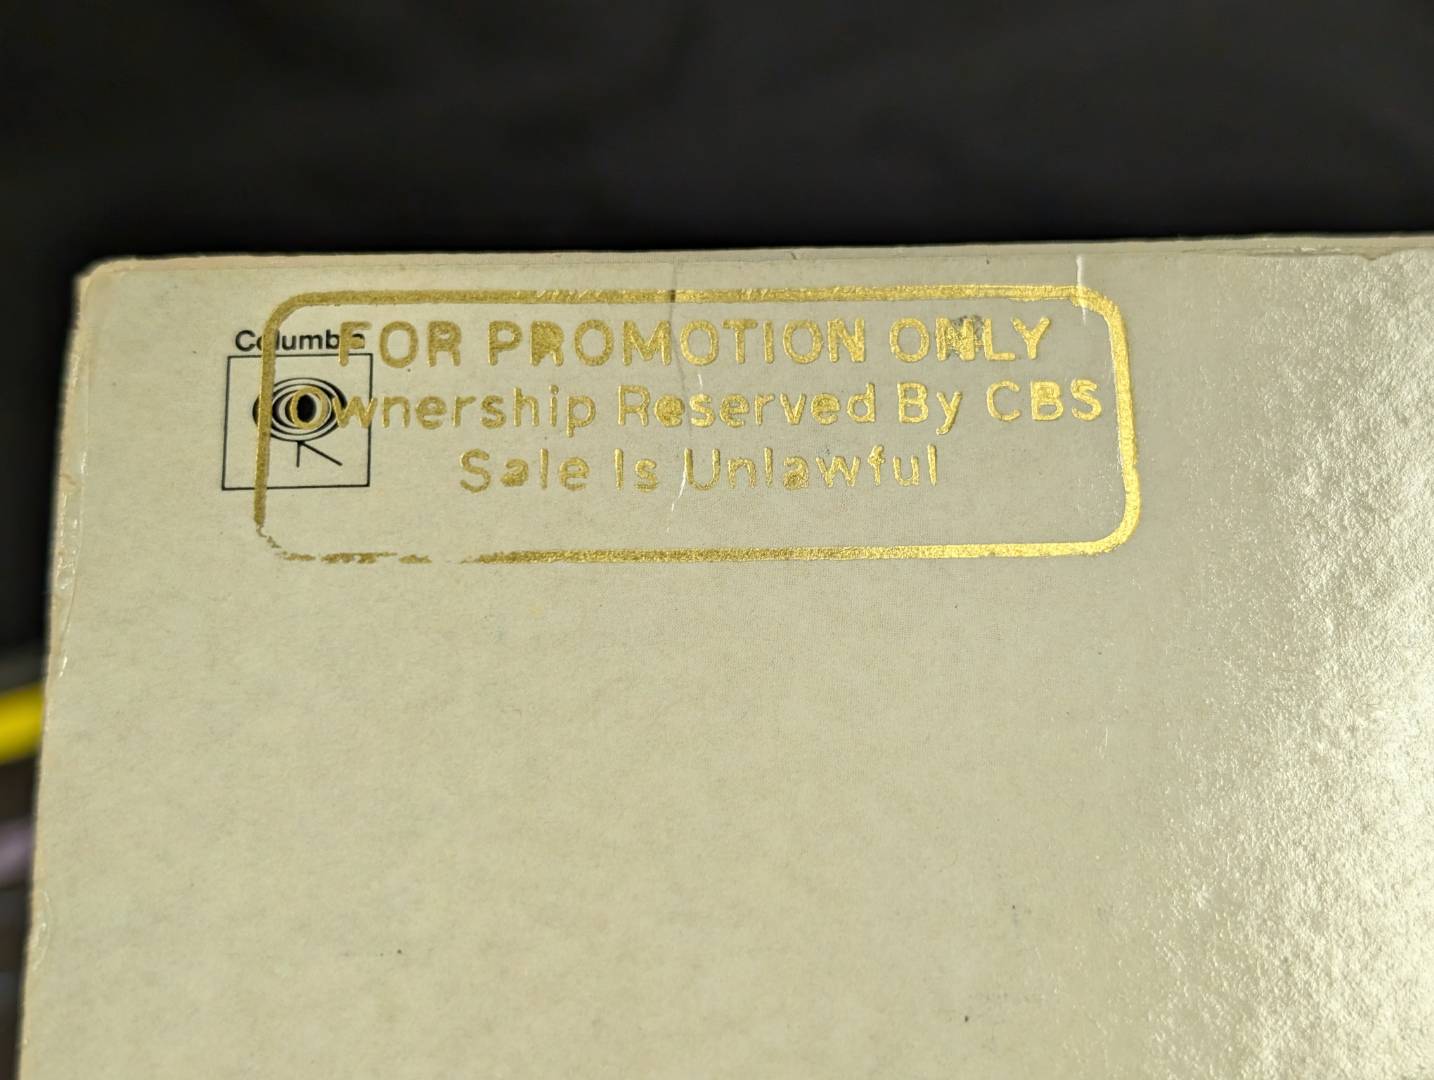 Columbia
FOR PROMOTION ONLY
Ownership Reserved By CBS
Sale Is Unlawful